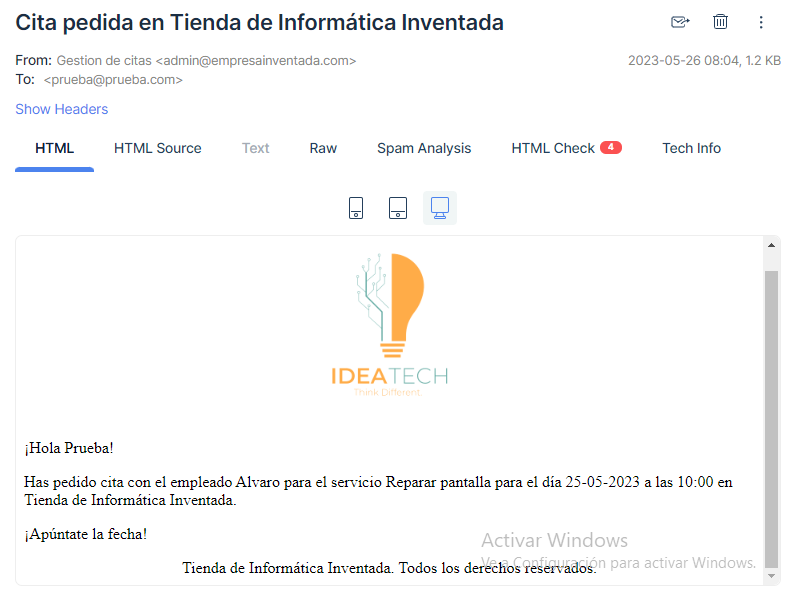 Cita pedida en Tienda de Informática Inventada
From: Gestion de citas <admin@empresainventada.com>
2023-05-26 08:04, 1.2 KB
To: <prueba@prueba.com>
Show Headers
HTML HTML Source Text Raw Spam Analysis HTML Check 4 Tech Info
IDEATECH
Think Different.
¡Hola Prueba!
Has pedido cita con el empleado Alvaro para el servicio Reparar pantalla para el día 25-05-2023 a las 10:00 en
Tienda de Informática Inventada.
¡Apúntate la fecha!
Activar Windows
Ve a Configuración para activar Windows.
Tienda de Informática Inventada. Todos los derechos reservados.